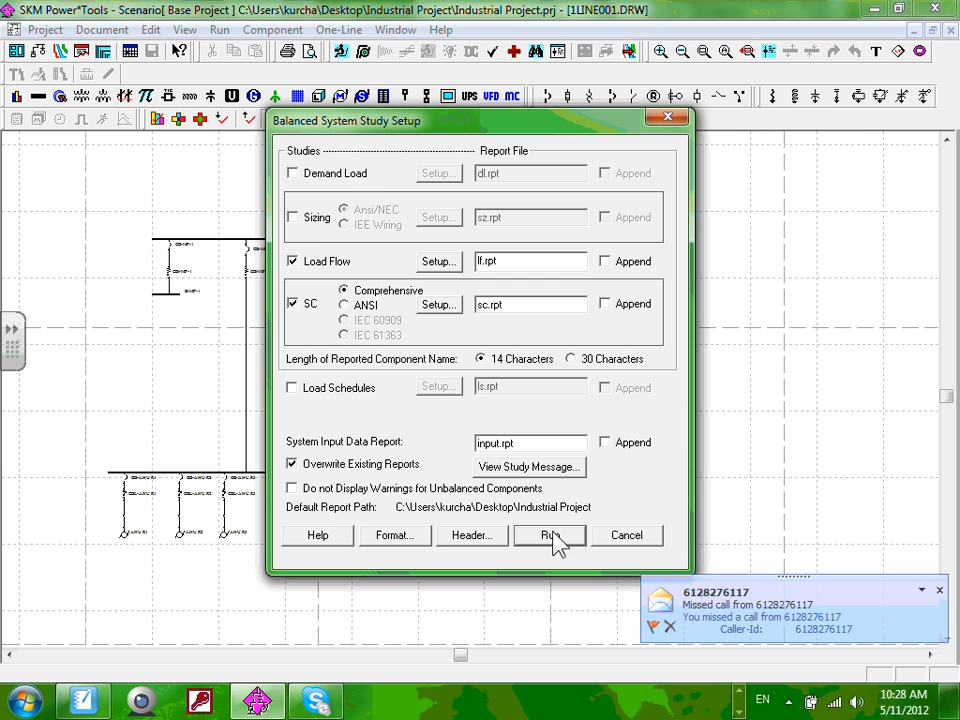 SKM Power*Tools - Scenario[ Base Project ] C:\Users\kurcha\Desktop\Industrial Project\Industrial Project.prj - [1LINE001.DRW]
Project Document Edit View Run Component One-Line Window Help
UPS VFD MC
Balanced System Study Setup
Studies Report File
Demand Load Setup... dl.rpt Append
Ansi/NEC
Sizing Setup... sz.rpt Append
IEE Wiring
Load Flow Setup... lf.rpt Append
Comprehensive
SC ANSI Setup... sc.rpt Append
IEC 60909
IEC 61363
Length of Reported Component Name: 14 Characters 30 Characters
Load Schedules Setup... ls.rpt Append
System Input Data Report: input.rpt Append
Overwrite Existing Reports View Study Message...
Do not Display Warnings for Unbalanced Components
Default Report Path: C:\Users\kurcha\Desktop\Industrial Project
Help Format... Header... Run Cancel
6128276117
Missed call from 6128276117
You missed a call from 6128276117
Caller-Id: 6128276117
EN
10:28 AM
5/11/2012